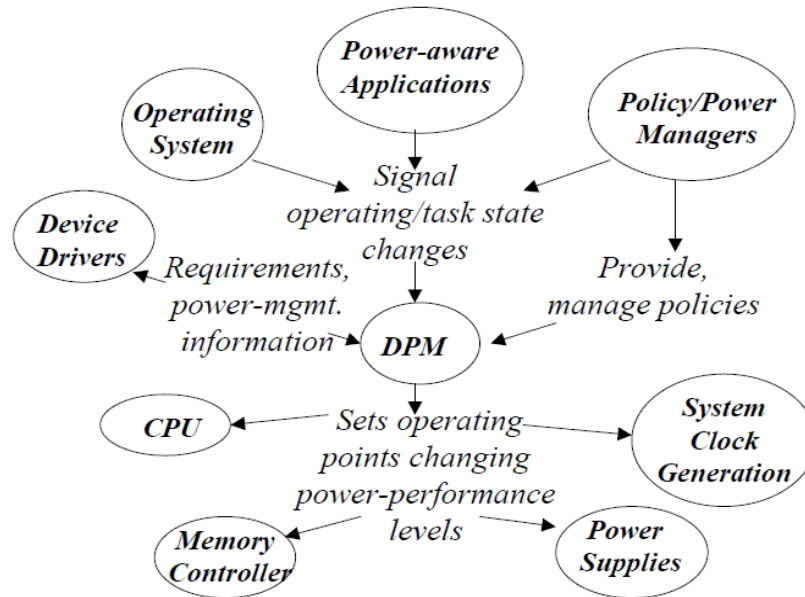 Power-aware
Applications
Operating
System
Policy/Power
Managers
Signal
operating/task state
changes
Device
Drivers
Requirements,
power-mgmt.
information
Provide,
manage policies
DPM
CPU
Sets operating
points changing
power-performance
levels
System
Clock
Generation
Memory
Controller
Power
Supplies